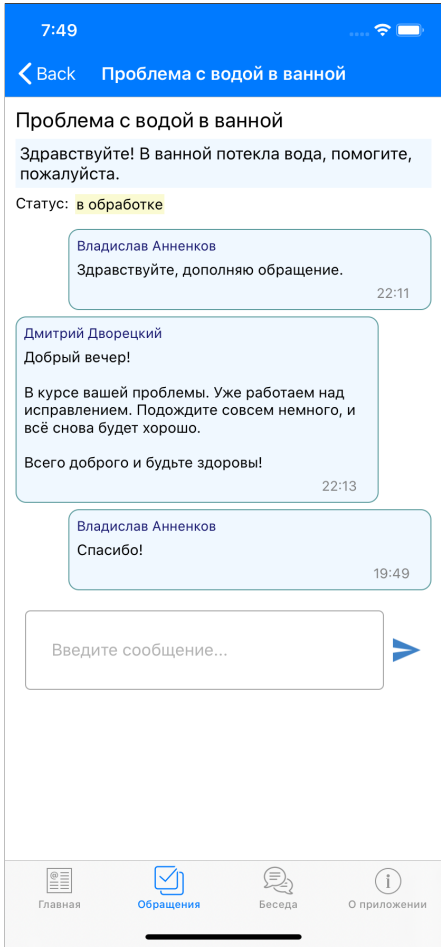 7:49
Back Проблема с водой в ванной
Проблема с водой в ванной
Здравствуйте! В ванной потекла вода, помогите,
пожалуйста.
Статус: в обработке
Владислав Анненков
Здравствуйте, дополняю обращение.
22:11
Дмитрий Дворецкий
Добрый вечер!
В курсе вашей проблемы. Уже работаем над
исправлением. Подождите совсем немного, и
всё снова будет хорошо.
Всего доброго и будьте здоровы!
22:13
Владислав Анненков
Спасибо!
19:49
Введите сообщение...
Главная Обращения Беседа О приложении